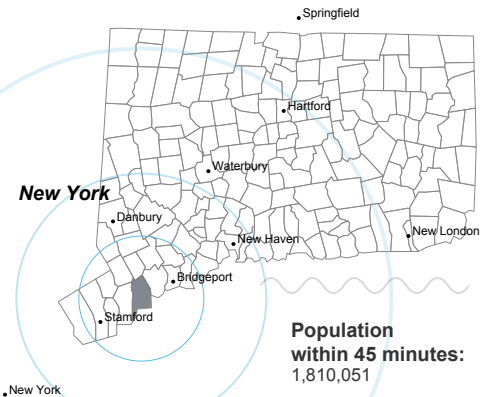 Springfield
Hartford
Waterbury
New York
Danbury
New London
New Haven
Bridgeport
Stamford
Population
within 45 minutes:
1,810,051
New York